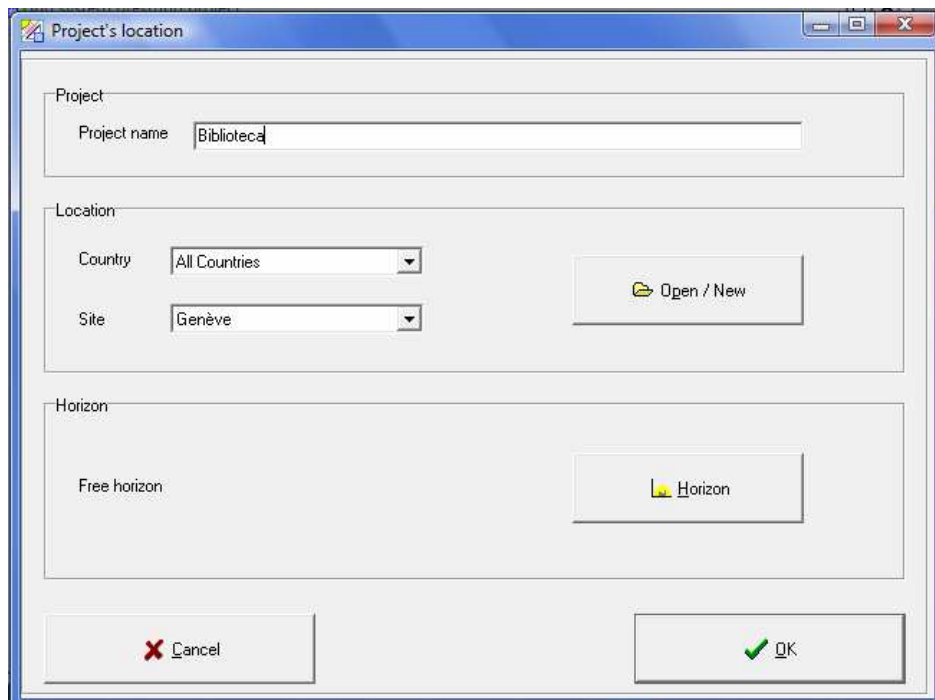 Project's location
Project
Project name Biblioteca
Location
Country All Countries
Open / New
Site Genève
Horizon
Free horizon
Horizon
Cancel OK